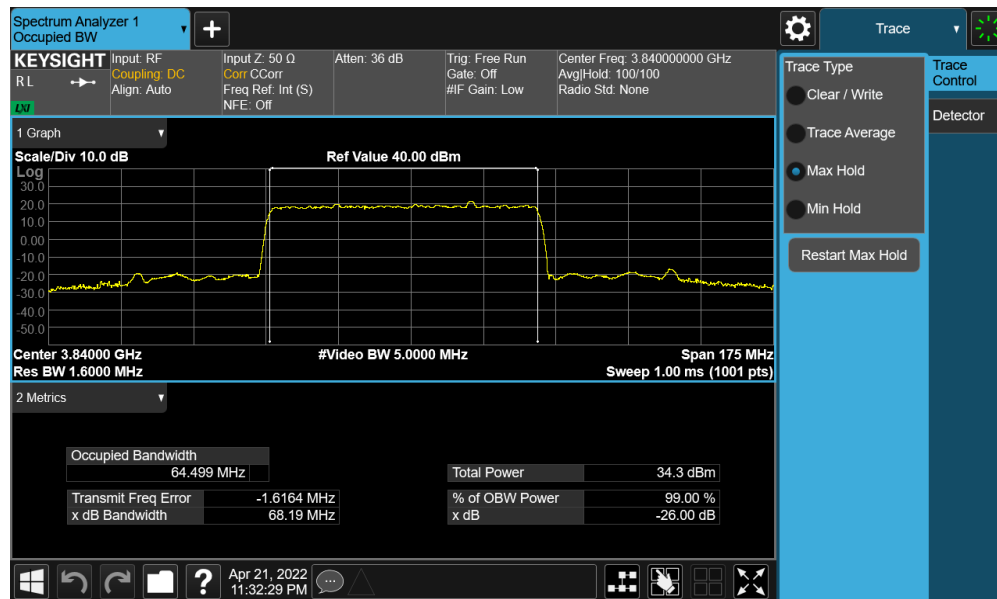 Spectrum Analyzer 1
Occupied BW
+
Trace
KEYSIGHT
R L
LXI
Input: RF
Coupling: DC
Align: Auto
Input Z: 50 Ω
Corr CCorr
Freq Ref: Int (S)
NFE: Off
Atten: 36 dB
Trig: Free Run
Gate: Off
#IF Gain: Low
Center Freq: 3.840000000 GHz
Avg|Hold: 100/100
Radio Std: None
Trace Type
Clear / Write
Trace Average
Max Hold
Min Hold
Restart Max Hold
Trace
Control
Detector
1 Graph
Scale/Div 10.0 dB
Ref Value 40.00 dBm
Log
30.0
20.0
10.0
0.00
-10.0
-20.0
-30.0
-40.0
-50.0
Center 3.84000 GHz
#Video BW 5.0000 MHz
Span 175 MHz
Res BW 1.6000 MHz
Sweep 1.00 ms (1001 pts)
2 Metrics
Occupied Bandwidth
64.499 MHz
Total Power 34.3 dBm
Transmit Freq Error -1.6164 MHz
% of OBW Power 99.00 %
x dB Bandwidth 68.19 MHz
x dB -26.00 dB
?
Apr 21, 2022
11:32:29 PM